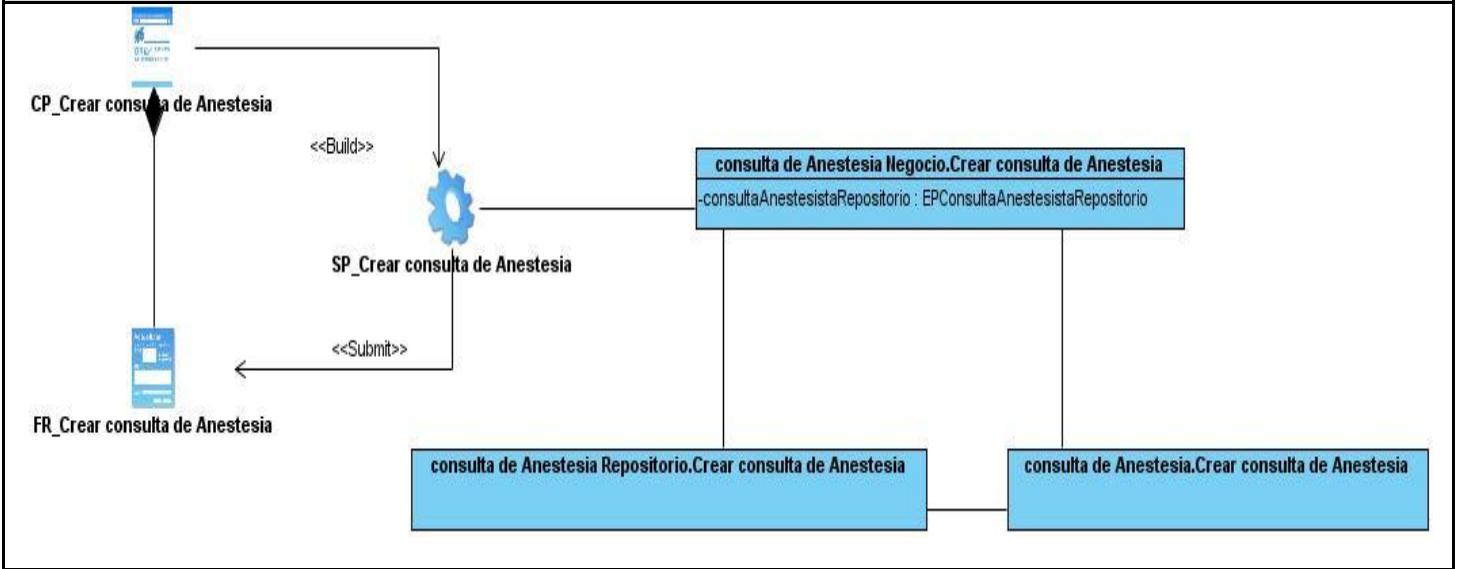 CP_Crear consulta de Anestesia
<<Build>>
consulta de Anestesia Negocio.Crear consulta de Anestesia
-consultaAnestesistaRepositorio : EPConsultaAnestesistaRepositorio
SP_Crear consulta de Anestesia
<<Submit>>
FR_Crear consulta de Anestesia
consulta de Anestesia Repositorio.Crear consulta de Anestesia
consulta de Anestesia.Crear consulta de Anestesia